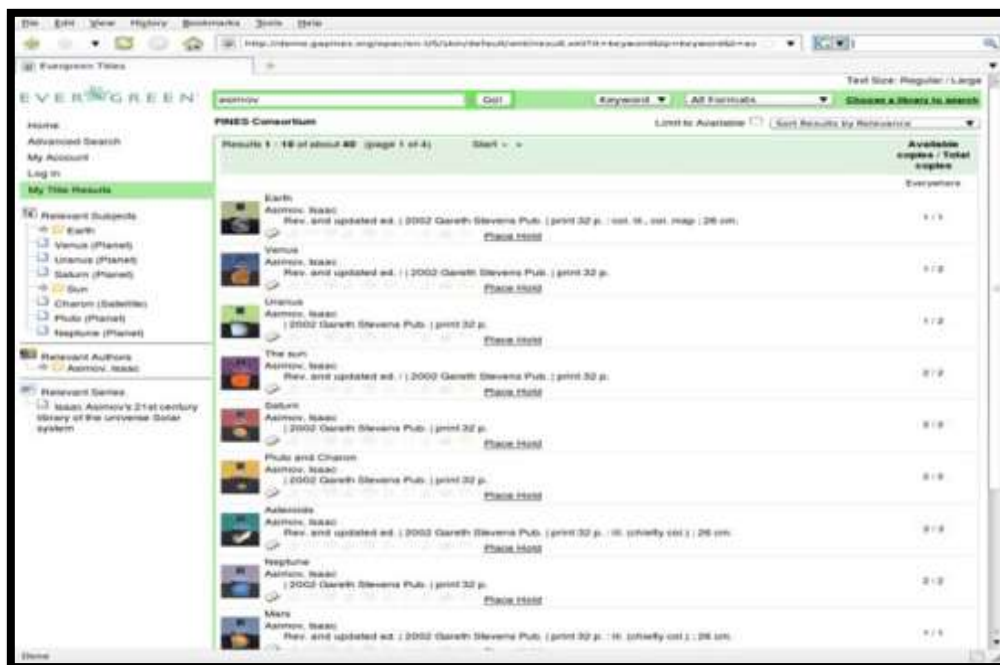 File Edit View History Bookmarks Tools Help
Evergreen Titles
Text Size: Regular / Large
EVERGREEN
asimov Go! Keyword All Formats Choose a library to search
PINES Consortium Limit to Available Sort Results by Relevance
Home
Advanced Search
My Account
Log in
My Title Results
Relevant Subjects
Earth
Venus (Planet)
Uranus (Planet)
Saturn (Planet)
Sun
Charon (Satellite)
Pluto (Planet)
Neptune (Planet)
Relevant Authors
Asimov, Isaac
Relevant Series
Isaac Asimov's 21st century
library of the universe Solar
system
Results 1 - 10 of about 40 (page 1 of 4) Start
Available
copies / Total
copies
Everywhere
Earth
Asimov, Isaac
Rev. and updated ed. | 2002 Gareth Stevens Pub. | print 32 p. : col. ill., col. map ; 26 cm.
Place Hold
1 / 1
Venus
Asimov, Isaac
Rev. and updated ed. / | 2002 Gareth Stevens Pub. | print 32 p.
Place Hold
1 / 2
Uranus
Asimov, Isaac
| 2002 Gareth Stevens Pub. | print 32 p.
Place Hold
1 / 2
The sun
Asimov, Isaac
Rev. and updated ed. / | 2002 Gareth Stevens Pub. | print 32 p.
Place Hold
2 / 2
Saturn
Asimov, Isaac
| 2002 Gareth Stevens Pub. | print 32 p.
Place Hold
Pluto and Charon
Asimov, Isaac
| 2002 Gareth Stevens Pub. | print 32 p.
Place Hold
Asteroids
Asimov, Isaac
Rev. and updated ed. | 2002 Gareth Stevens Pub. | print 32 p. : ill. (chiefly col.) ; 26 cm.
Place Hold
Neptune
Asimov, Isaac
| 2002 Gareth Stevens Pub. | print 32 p.
Place Hold
2 / 2
Mars
Asimov, Isaac
Rev. and updated ed. | 2002 Gareth Stevens Pub. | print 32 p. : ill. (chiefly col.) ; 26 cm.
1 / 1
Done